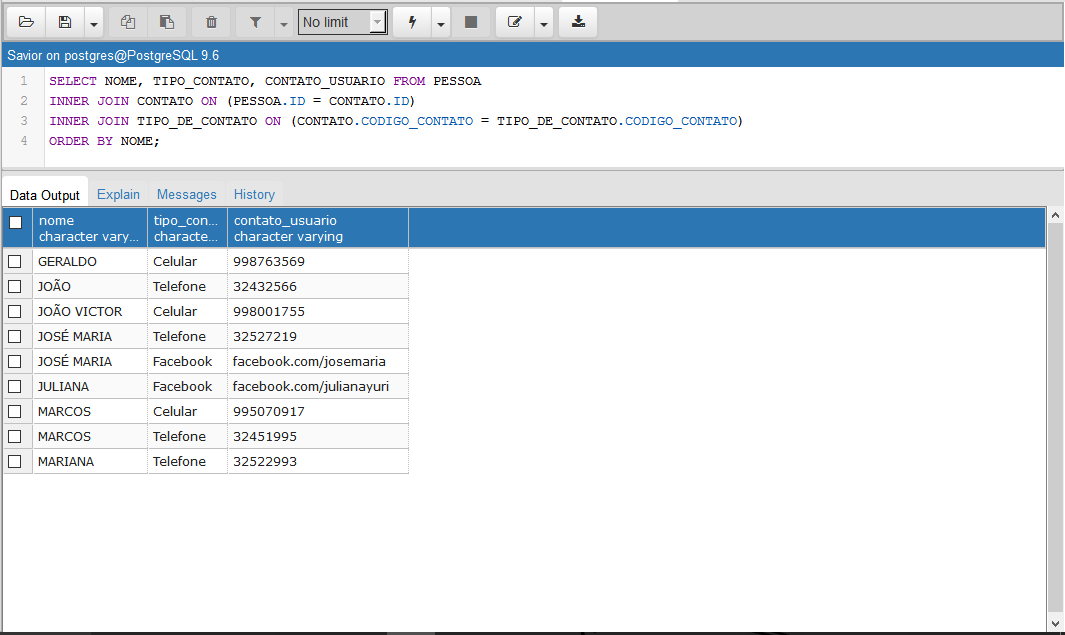 No limit
Savior on postgres@PostgreSQL 9.6
1 SELECT NOME, TIPO_CONTATO, CONTATO_USUARIO FROM PESSOA
2 INNER JOIN CONTATO ON (PESSOA.ID = CONTATO.ID)
3 INNER JOIN TIPO_DE_CONTATO ON (CONTATO.CODIGO_CONTATO = TIPO_DE_CONTATO.CODIGO_CONTATO)
4 ORDER BY NOME;
Data Output Explain Messages History
nome tipo_con... contato_usuario
character vary... characte... character varying
GERALDO Celular 998763569
JOÃO Telefone 32432566
JOÃO VICTOR Celular 998001755
JOSÉ MARIA Telefone 32527219
JOSÉ MARIA Facebook facebook.com/josemaria
JULIANA Facebook facebook.com/julianayuri
MARCOS Celular 995070917
MARCOS Telefone 32451995
MARIANA Telefone 32522993